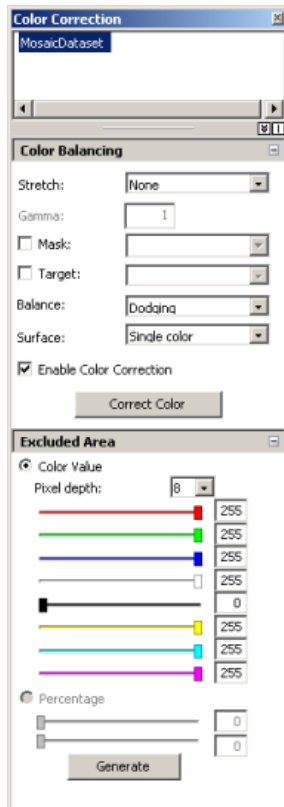 Color Correction
MosaicDataset
Color Balancing
Stretch: None
Gamma: 1
Mask:
Target:
Balance: Dodging
Surface: Single color
Enable Color Correction
Correct Color
Excluded Area
Color Value
Pixel depth: 8
255
255
255
255
0
255
255
255
Percentage
0
0
Generate